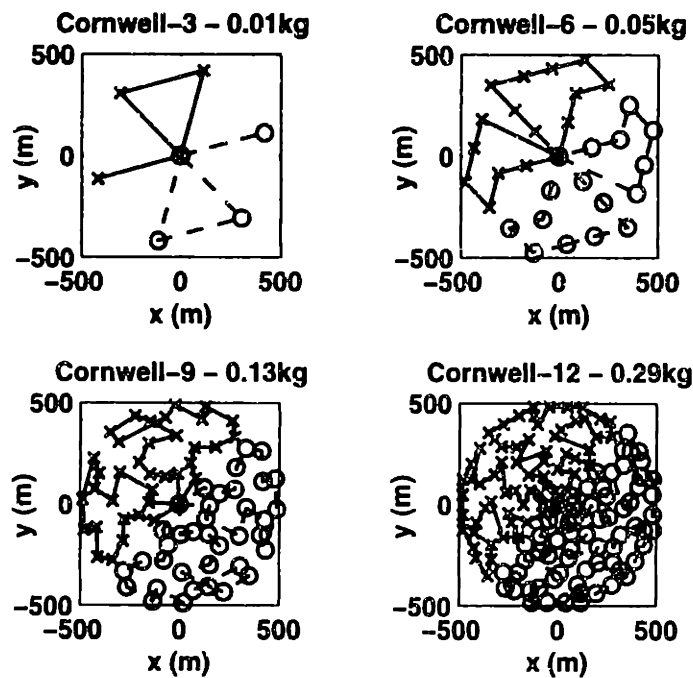 Cornwell–3 – 0.01kg
Cornwell–6 – 0.05kg
500
0
–500
y (m)
–500 0 500
x (m)
500
0
–500
y (m)
–500 0 500
x (m)
Cornwell–9 – 0.13kg
Cornwell–12 – 0.29kg
500
0
–500
y (m)
–500 0 500
x (m)
500
0
–500
y (m)
–500 0 500
x (m)